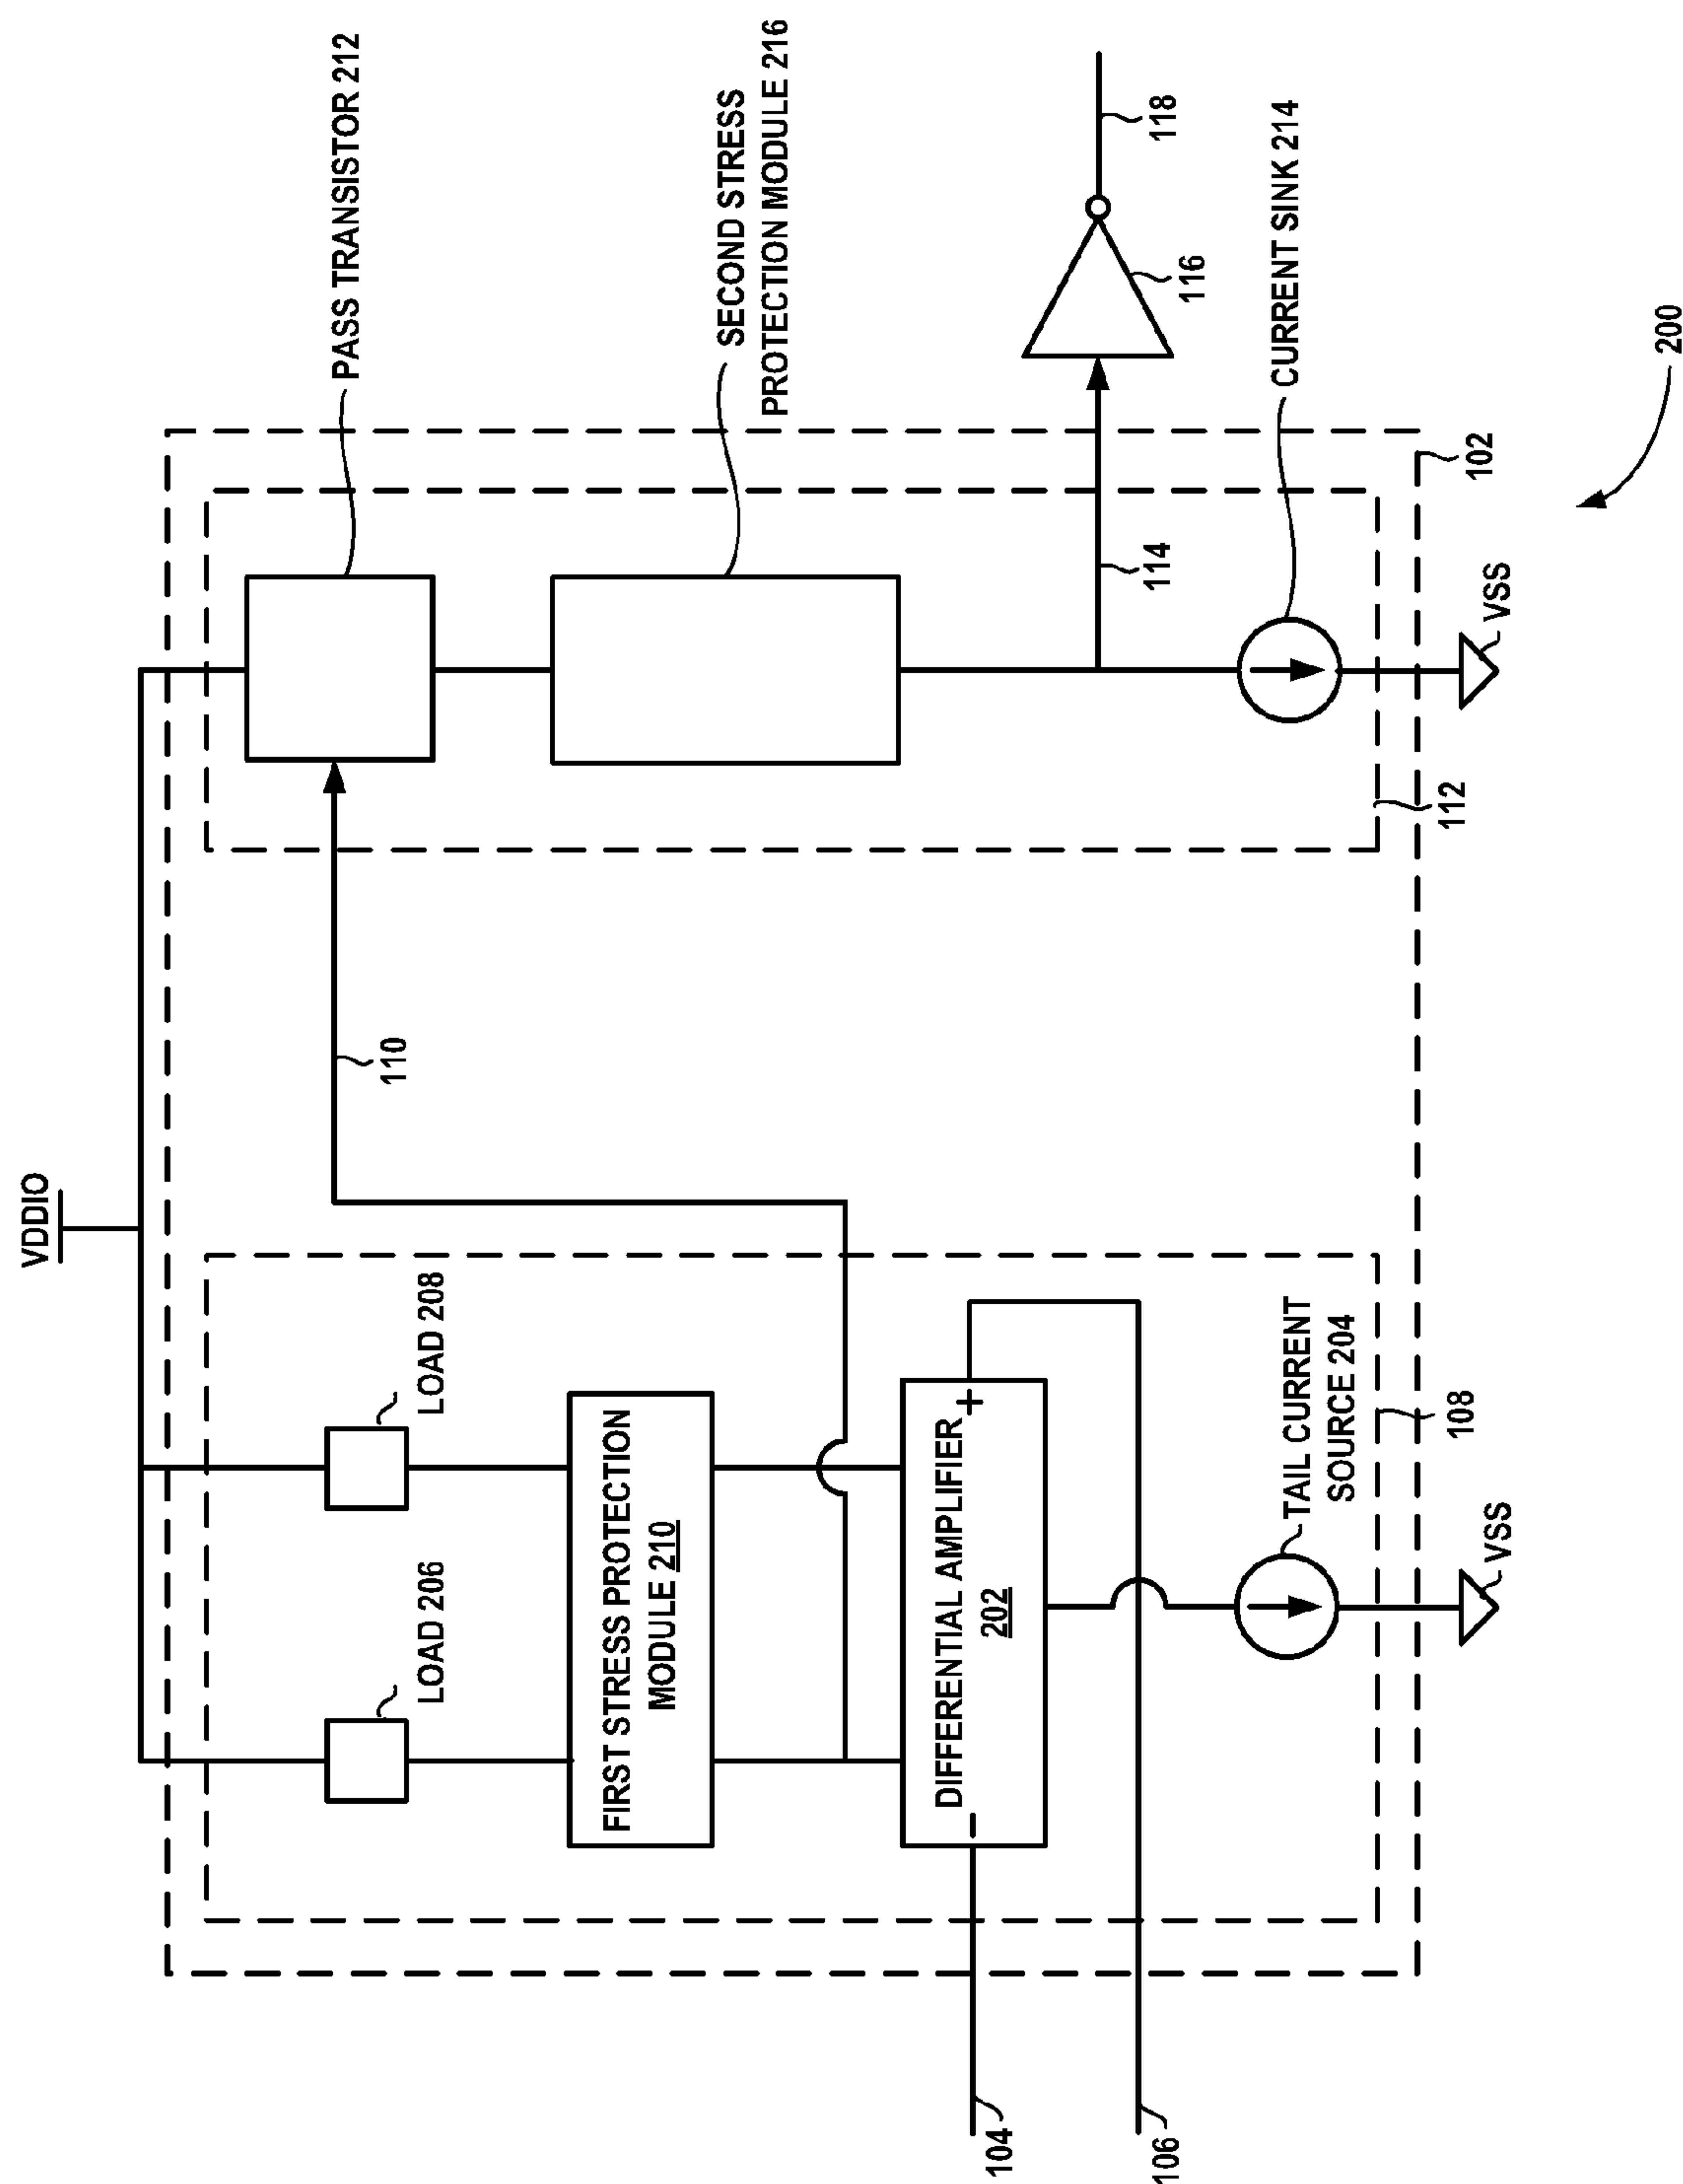 VDDIO
PASS TRANSISTOR 212
SECOND STRESS
PROTECTION MODULE 216
LOAD 206
LOAD 208
110
FIRST STRESS PROTECTION
MODULE 210
114
118
116
104
–
DIFFERENTIAL AMPLIFIER
+
202
106
TAIL CURRENT
SOURCE 204
CURRENT SINK 214
108
112
102
VSS
VSS
200